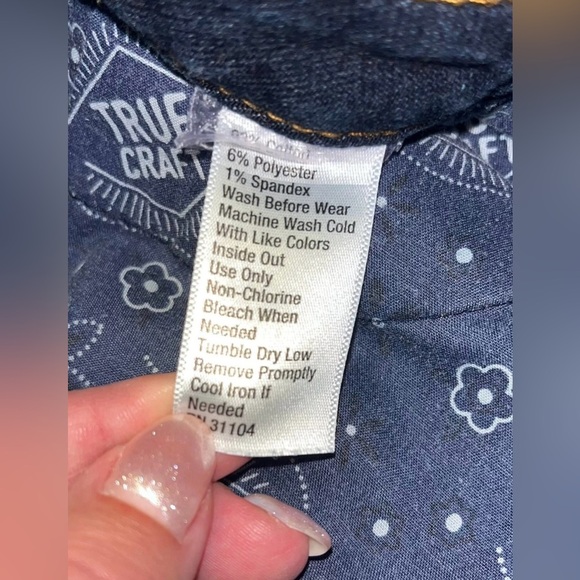 TRUE
CRAFT
6% Polyester
1% Spandex
Wash Before Wear
Machine Wash Cold
With Like Colors
Inside Out
Use Only
Non-Chlorine
Bleach When
Needed
Tumble Dry Low
Remove Promptly
Cool Iron If
Needed
31104